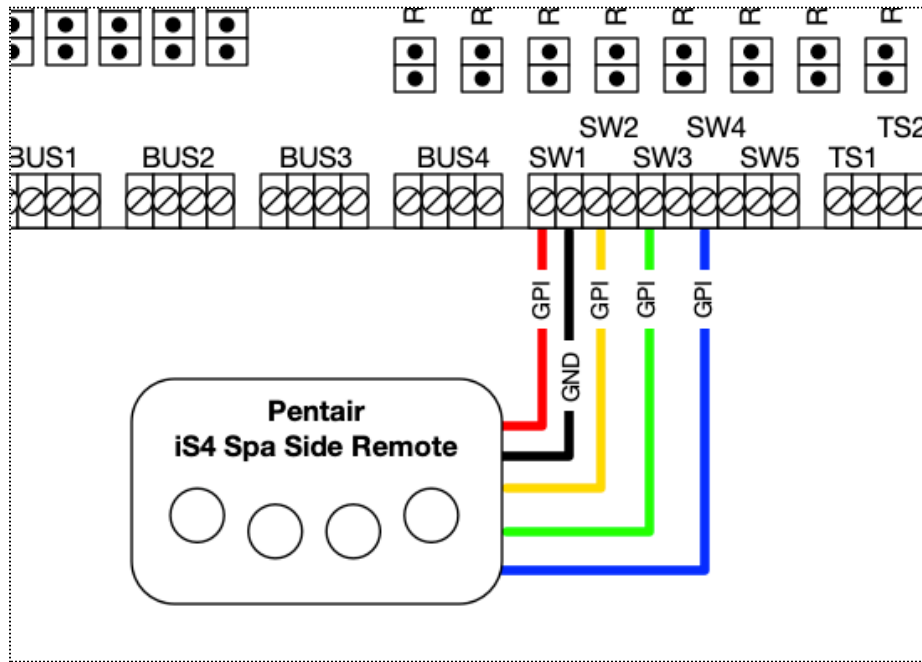 R R R R R R R R
SW2 SW4 TS2
BUS1 BUS2 BUS3 BUS4 SW1 SW3 SW5 TS1
GPI GPI GPI GPI
GND
Pentair
iS4 Spa Side Remote